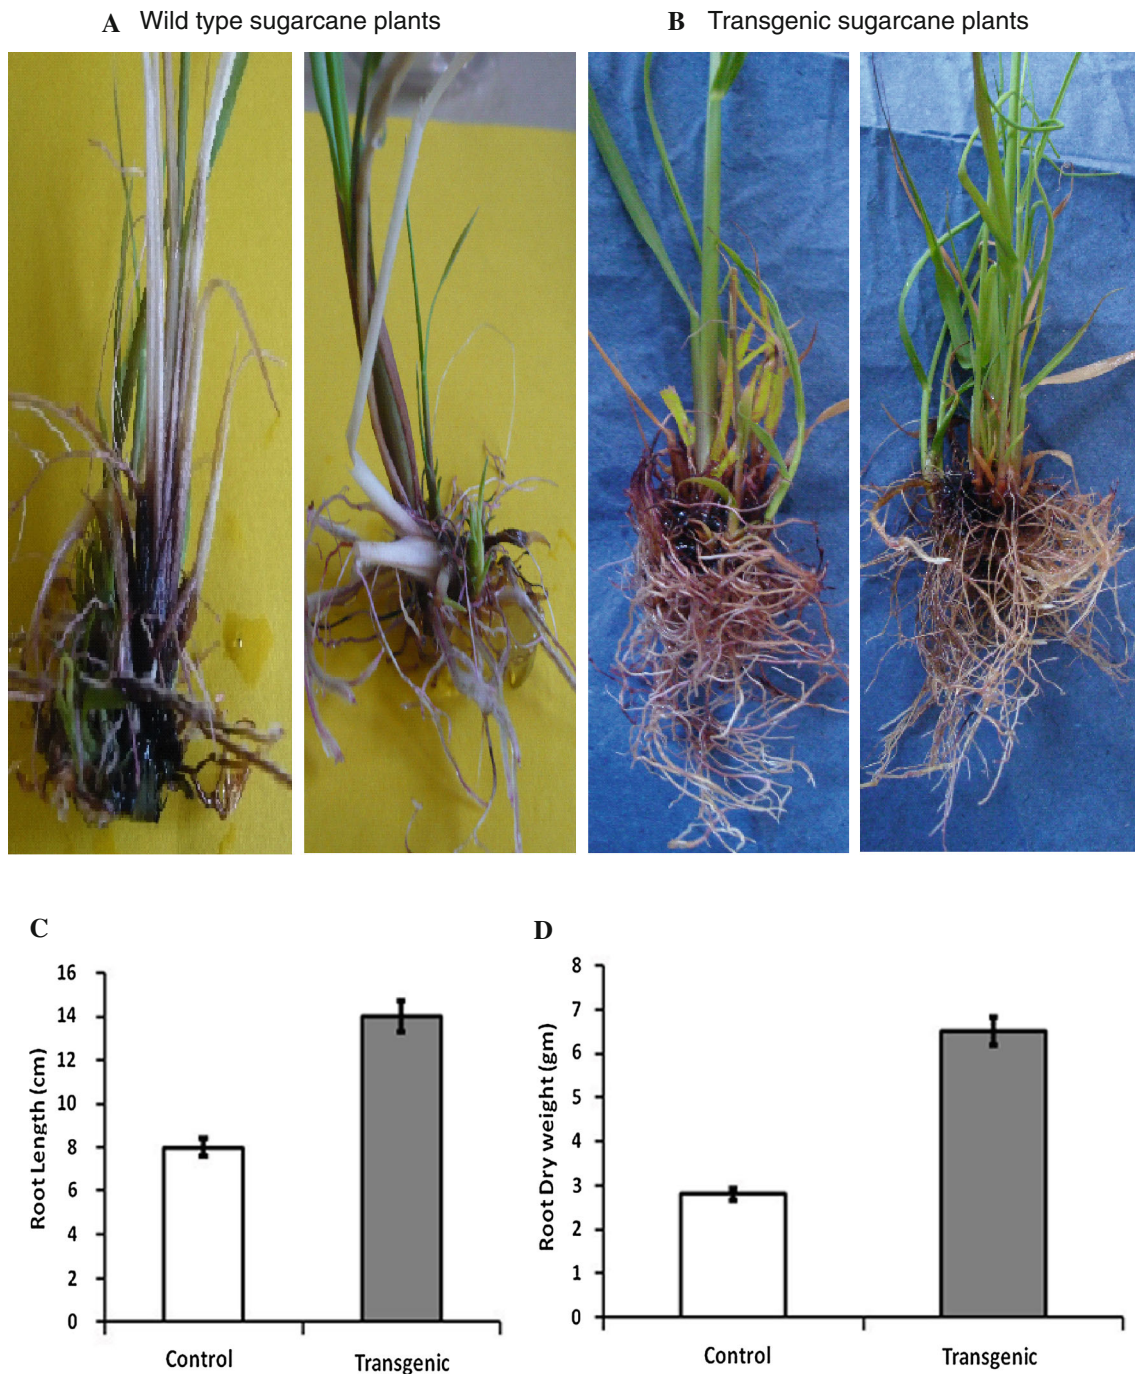 A Wild type sugarcane plants
B Transgenic sugarcane plants
C
Root Length (cm)
16
14
12
10
8
6
4
2
0
Control
Transgenic
D
Root Dry weight (gm)
8
7
6
5
4
3
2
1
0
Control
Transgenic